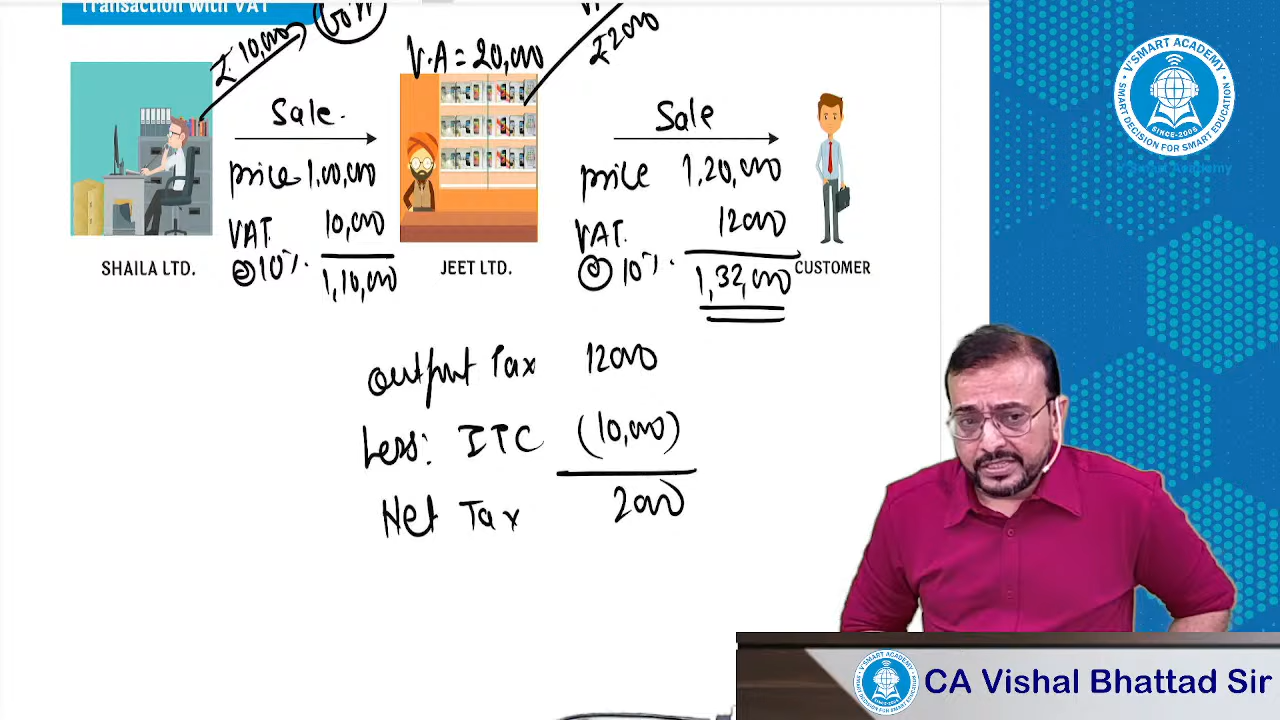 Transaction with VAT
₹ 10,000
Govt
V.A = 20,000
₹ 2000
Sale.
price 1,00,000
VAT 10,000
@ 10%.
1,10,000
Sale
price 1,20,000
VAT. 12000
@ 10%.
1,32,000
SHAILA LTD.
JEET LTD.
CUSTOMER
Output Tax 12000
Less: ITC (10,000)
Net Tax 2000
V'SMART ACADEMY
SMART DECISION FOR SMART EDUCATION
SINCE-2006
CA Vishal Bhattad Sir